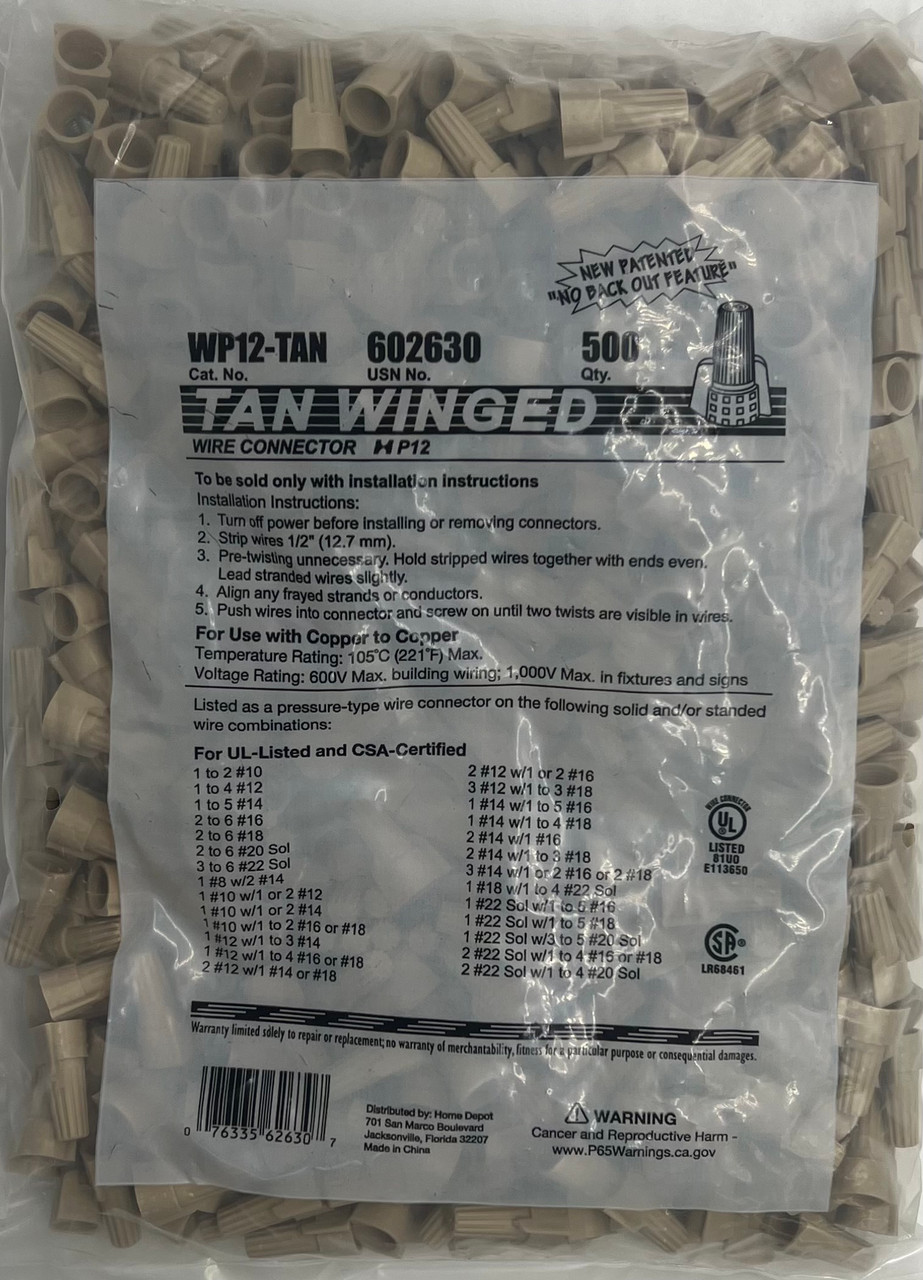 NEW PATENTED
"NO BACK OUT FEATURE"
WP12-TAN 602630 500
Cat. No. USN No. Qty.
TAN WINGED
WIRE CONNECTOR P12
To be sold only with installation instructions
Installation Instructions:
1. Turn off power before installing or removing connectors.
2. Strip wires 1/2" (12.7 mm).
3. Pre-twisting unnecessary. Hold stripped wires together with ends even.
Lead stranded wires slightly.
4. Align any frayed strands or conductors.
5. Push wires into connector and screw on until two twists are visible in wires.
For Use with Copper to Copper
Temperature Rating: 105°C (221°F) Max.
Voltage Rating: 600V Max. building wiring; 1,000V Max. in fixtures and signs
Listed as a pressure-type wire connector on the following solid and/or standed
wire combinations:
For UL-Listed and CSA-Certified
1 to 2 #10
1 to 4 #12
1 to 5 #14
2 to 6 #16
2 to 6 #18
2 to 6 #20 Sol
3 to 6 #22 Sol
1 #8 w/2 #14
1 #10 w/1 or 2 #12
1 #10 w/1 or 2 #14
1 #10 w/1 to 2 #16 or #18
1 #12 w/1 to 3 #14
1 #12 w/1 to 4 #16 or #18
2 #12 w/1 #14 or #18
2 #12 w/1 or 2 #16
3 #12 w/1 to 3 #18
1 #14 w/1 to 5 #16
1 #14 w/1 to 4 #18
2 #14 w/1 #16
2 #14 w/1 to 3 #18
3 #14 w/1 or 2 #16 or 2 #18
1 #18 w/1 to 4 #22 Sol
1 #22 Sol w/1 to 5 #16
1 #22 Sol w/1 to 5 #18
1 #22 Sol w/3 to 5 #20 Sol
2 #22 Sol w/1 to 4 #16 or #18
2 #22 Sol w/1 to 4 #20 Sol
WIRE CONNECTOR
UL®
LISTED
81U0
E113650
SA®
LR68461
Warranty limited solely to repair or replacement; no warranty of merchantability, fitness for a particular purpose or consequential damages.
0 76335 62630 7
Distributed by: Home Depot
701 San Marco Boulevard
Jacksonville, Florida 32207
Made in China
WARNING
Cancer and Reproductive Harm -
www.P65Warnings.ca.gov